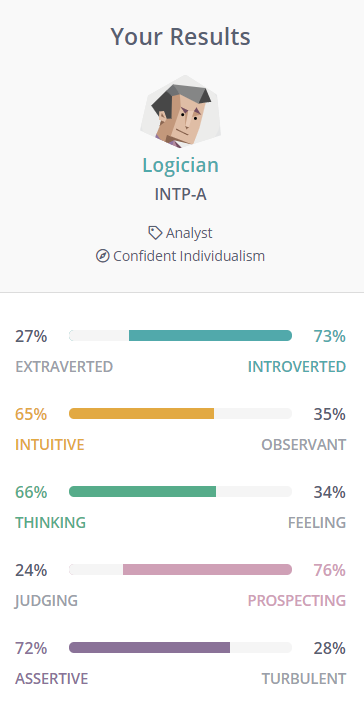 Your Results
Logician
INTP-A
Analyst
Confident Individualism
27% 73%
EXTRAVERTED INTROVERTED
65% 35%
INTUITIVE OBSERVANT
66% 34%
THINKING FEELING
24% 76%
JUDGING PROSPECTING
72% 28%
ASSERTIVE TURBULENT